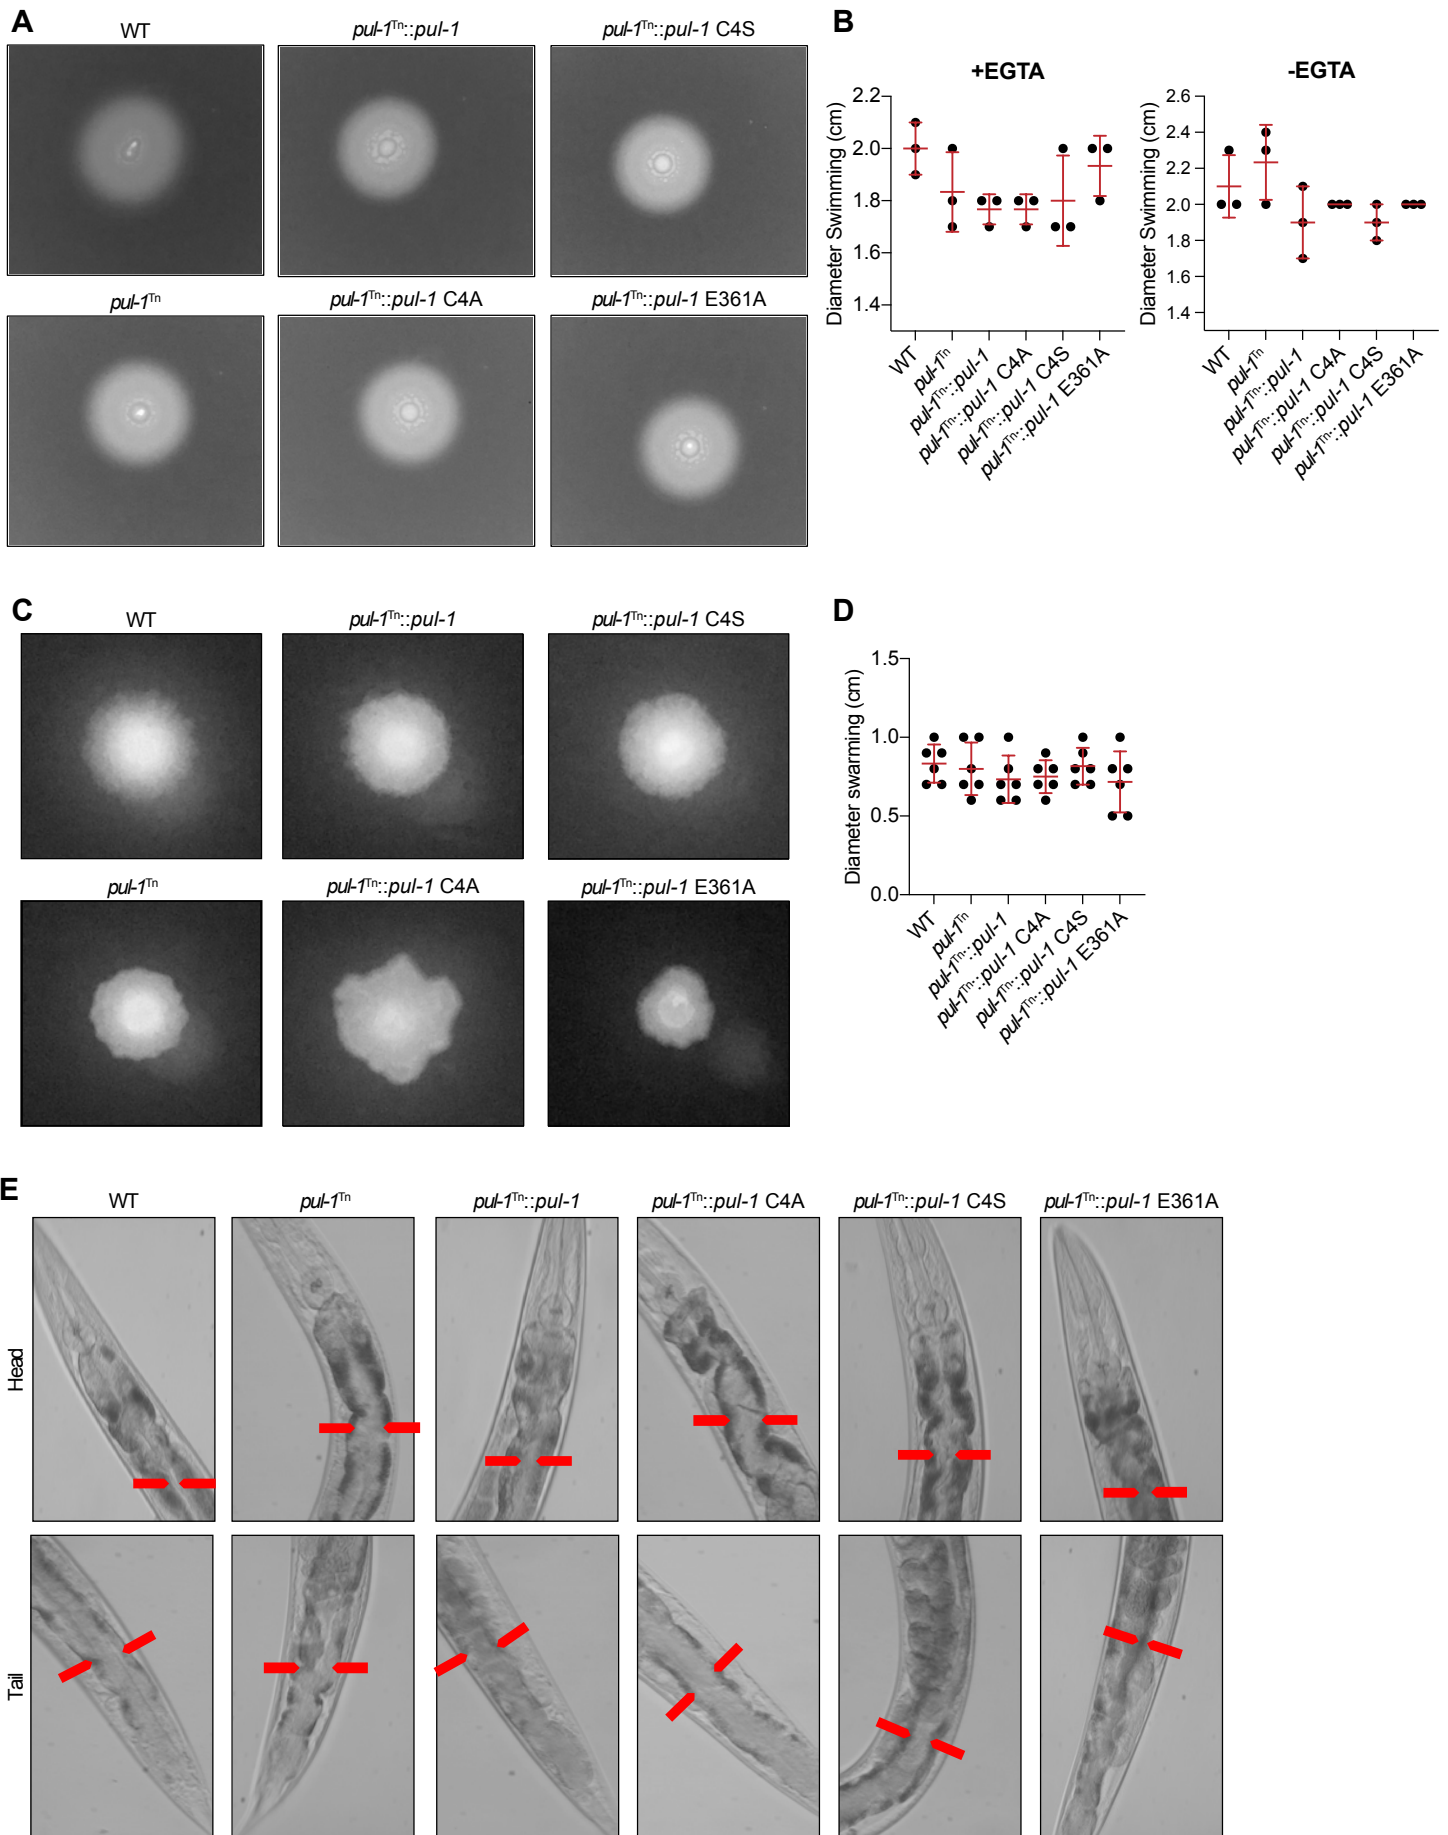 A
WT
pul-1Tn::pul-1
pul-1Tn::pul-1 C4S
pul-1Tn
pul-1Tn::pul-1 C4A
pul-1Tn::pul-1 E361A
B
+EGTA
Diameter Swimming (cm)
2.2
2.0
1.8
1.6
1.4
WT
pul-1Tn
pul-1Tn::pul-1
pul-1Tn::pul-1 C4A
pul-1Tn::pul-1 C4S
pul-1Tn::pul-1 E361A
-EGTA
Diameter Swimming (cm)
2.6
2.4
2.2
2.0
1.8
1.6
1.4
WT
pul-1Tn
pul-1Tn::pul-1
pul-1Tn::pul-1 C4A
pul-1Tn::pul-1 C4S
pul-1Tn::pul-1 E361A
C
WT
pul-1Tn::pul-1
pul-1Tn::pul-1 C4S
pul-1Tn
pul-1Tn::pul-1 C4A
pul-1Tn::pul-1 E361A
D
Diameter swarming (cm)
1.5
1.0
0.5
0.0
WT
pul-1Tn
pul-1Tn::pul-1
pul-1Tn::pul-1 C4A
pul-1Tn::pul-1 C4S
pul-1Tn::pul-1 E361A
E
WT
pul-1Tn
pul-1Tn::pul-1
pul-1Tn::pul-1 C4A
pul-1Tn::pul-1 C4S
pul-1Tn::pul-1 E361A
Head
Tail